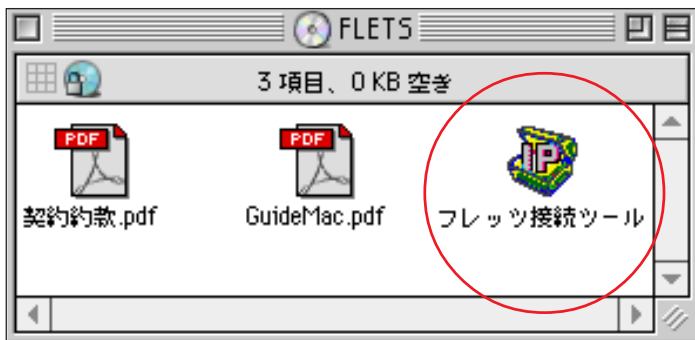 FLETS
3 項目、0 KB 空き
PDF
PDF
IP
契約約款.pdf
GuideMac.pdf
フレッツ接続ツール